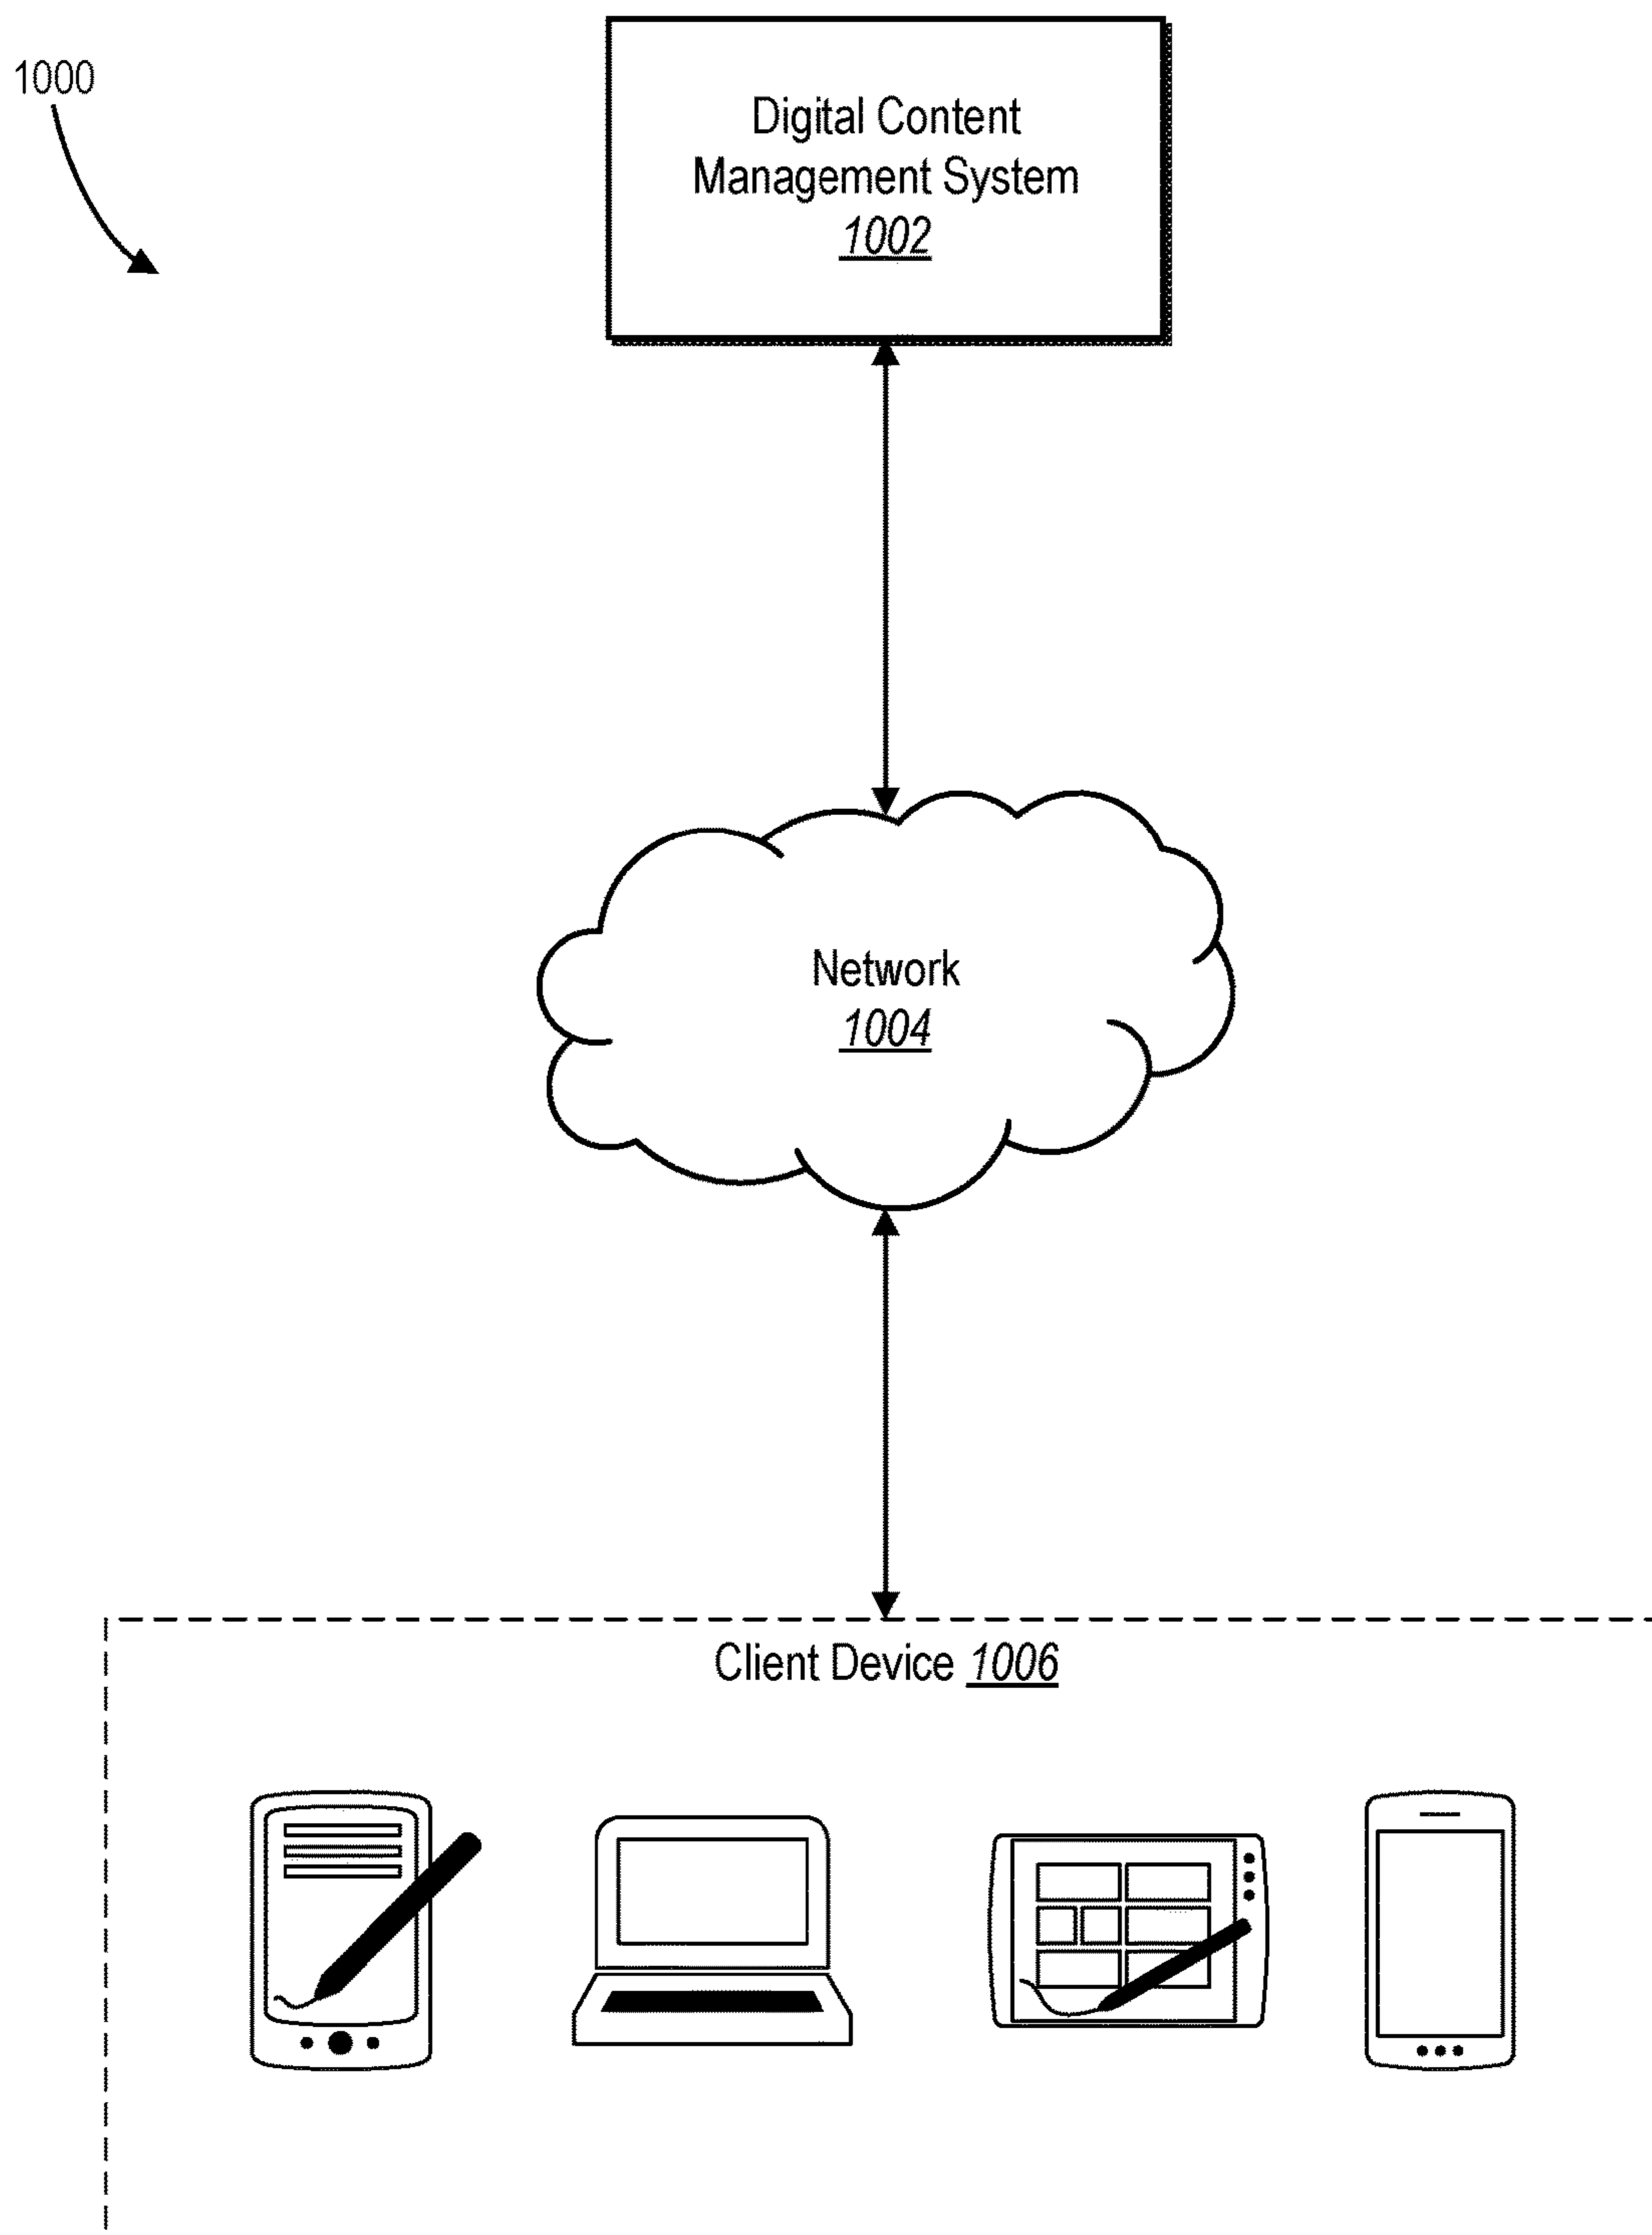 1000
Digital Content
Management System
1002
Network
1004
Client Device 1006